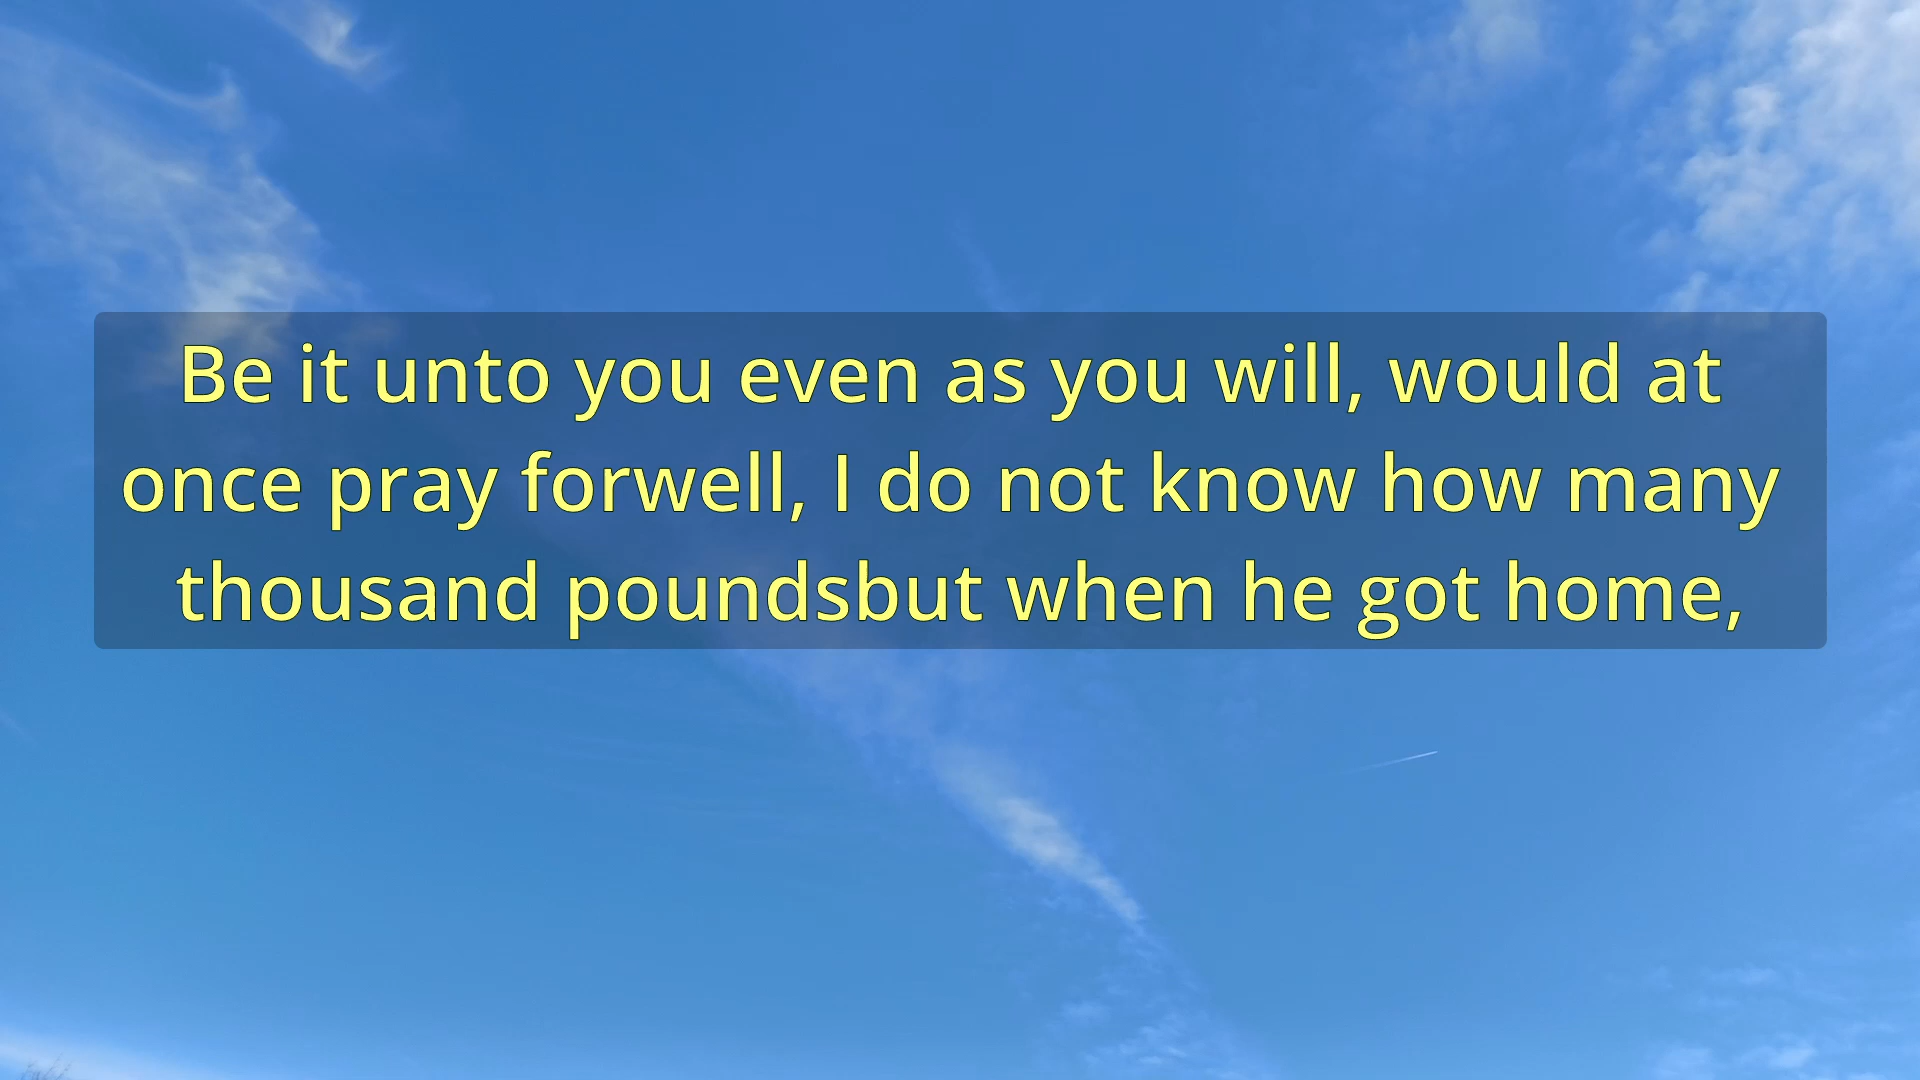 Be it unto you even as you will, would at
once pray forwell, I do not know how many
thousand poundsbut when he got home,